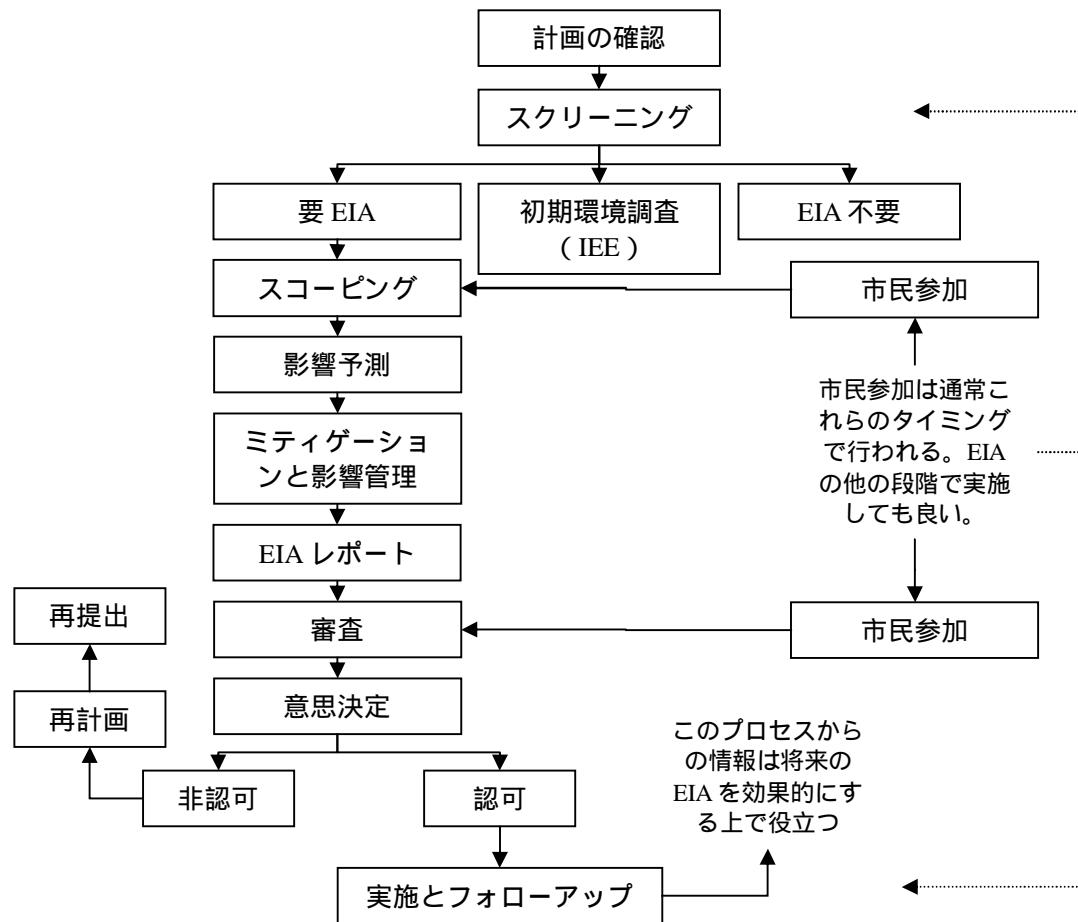 計画の確認
スクリーニング
要 EIA
初期環境調査
( IEE )
EIA 不要
スコーピング
市民参加
影響予測
市民参加は通常こ
れらのタイミング
で行われる。EIA
の他の段階で実施
しても良い。
ミティゲーショ
ンと影響管理
EIA レポート
再提出
審査
市民参加
再計画
意思決定
このプロセスから
の情報は将来の
EIA を効果的にす
る上で役立つ
非認可
認可
実施とフォローアップ